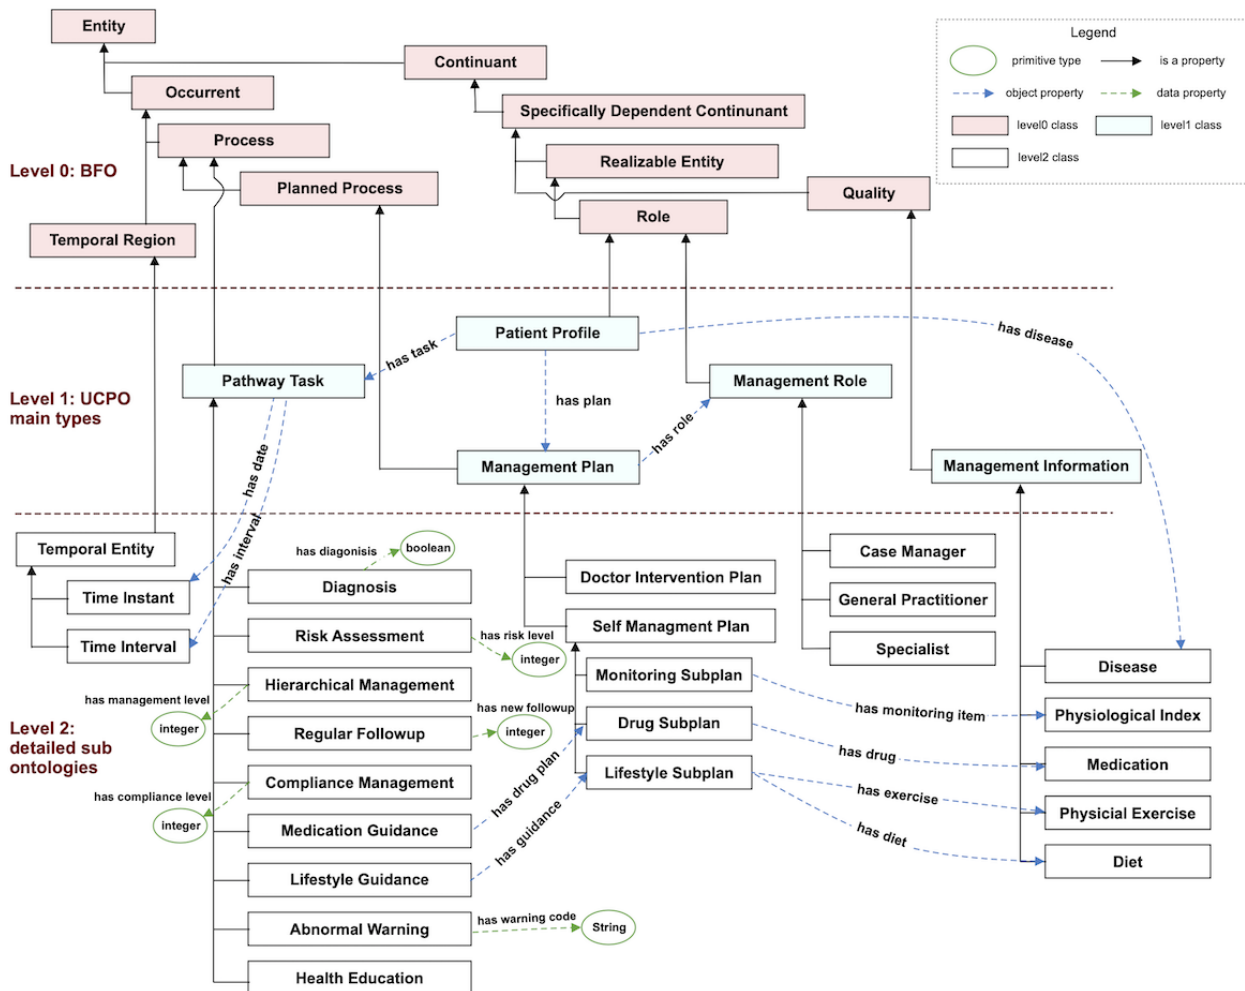 Entity
Continuant
Occurrent
Specifically Dependent Continunant
Process
Realizable Entity
Level 0: BFO
Planned Process
Quality
Role
Temporal Region
Legend
primitive type
is a property
object property
data property
level0 class
level1 class
level2 class
Patient Profile
has disease
has task
Pathway Task
Management Role
Level 1: UCPO
main types
has plan
has role
has date
Management Plan
Management Information
has interval
Temporal Entity
Time Instant
Time Interval
has diagonisis
boolean
Diagnosis
Risk Assessment
has risk level
integer
Hierarchical Management
has management level
integer
Regular Followup
has new followup
integer
Compliance Management
has compliance level
integer
Medication Guidance
has drug plan
Lifestyle Guidance
has guidance
Abnormal Warning
has warning code
String
Health Education
Level 2:
detailed sub
ontologies
Doctor Intervention Plan
Self Managment Plan
Monitoring Subplan
Drug Subplan
Lifestyle Subplan
Case Manager
General Practitioner
Specialist
has monitoring item
has drug
has exercise
has diet
Disease
Physiological Index
Medication
Physicial Exercise
Diet